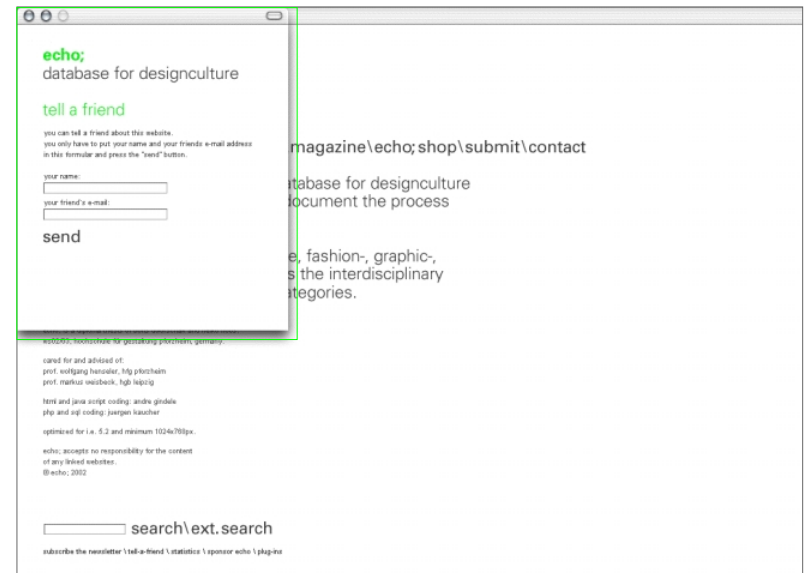 echo;
database for designculture
tell a friend
you can tell a friend about this website.
you only have to put your name and your friends e-mail address
in this formular and press the "send" button.
your name:
your friend's e-mail:
send
magazine\echo; shop\submit\contact
tabase for designculture
ocument the process
e, fashion-, graphic-,
s the interdisciplinary
tegories.
ws02/03, hochschule für gestaltung pforzheim, germany.
cared for and advised of:
prof. wolfgang henseler, hfg pforzheim
prof. markus weisbeck, hgb leipzig
html and java script coding: andre gindele
php and sql coding: juergen kaucher
optimized for i.e. 5.2 and minimum 1024x768px.
echo; accepts no responsibility for the content
of any linked websites.
© echo; 2002
search\ext.search
subscribe the newsletter \ tell-a-friend \ statistics \ sponsor echo \ plug-ins